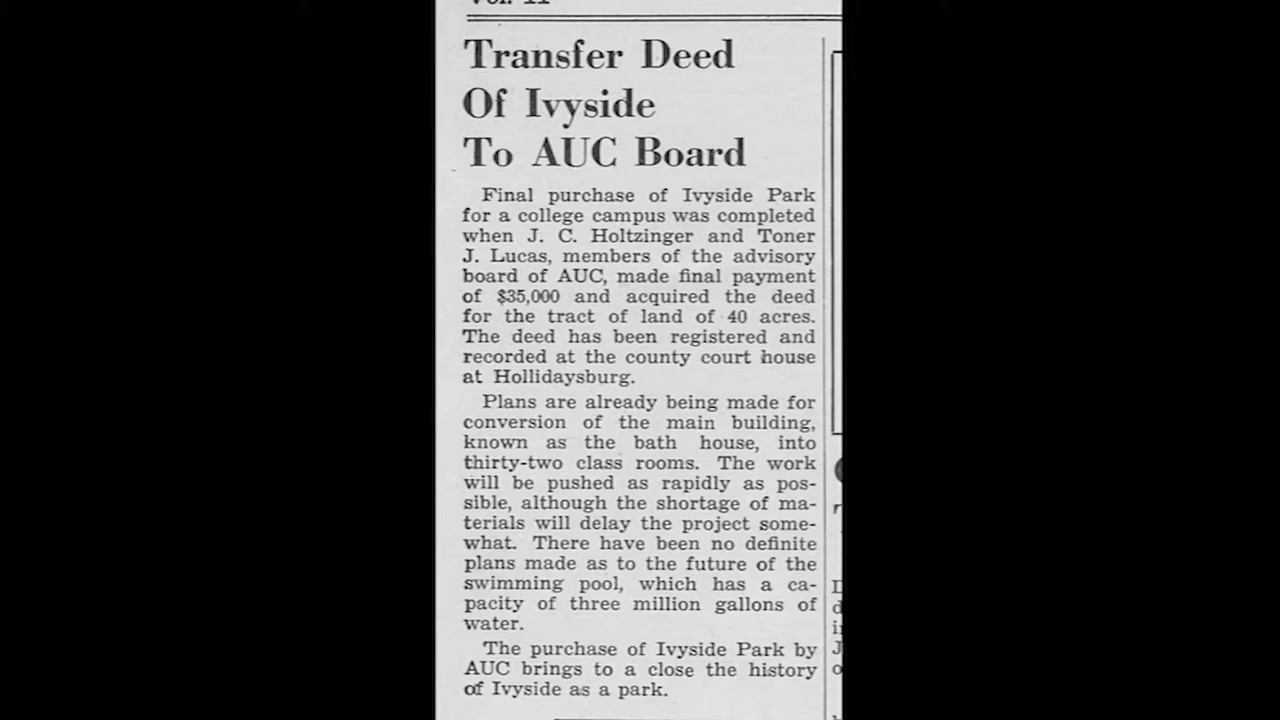 Transfer Deed
Of Ivyside
To AUC Board
Final purchase of Ivyside Park
for a college campus was completed
when J. C. Holtzinger and Toner
J. Lucas, members of the advisory
board of AUC, made final payment
of $35,000 and acquired the deed
for the tract of land of 40 acres.
The deed has been registered and
recorded at the county court house
at Hollidaysburg.
Plans are already being made for
conversion of the main building,
known as the bath house, into
thirty-two class rooms. The work
will be pushed as rapidly as pos-
sible, although the shortage of ma-
terials will delay the project some-
what. There have been no definite
plans made as to the future of the
swimming pool, which has a ca-
pacity of three million gallons of
water.
The purchase of Ivyside Park by
AUC brings to a close the history
of Ivyside as a park.